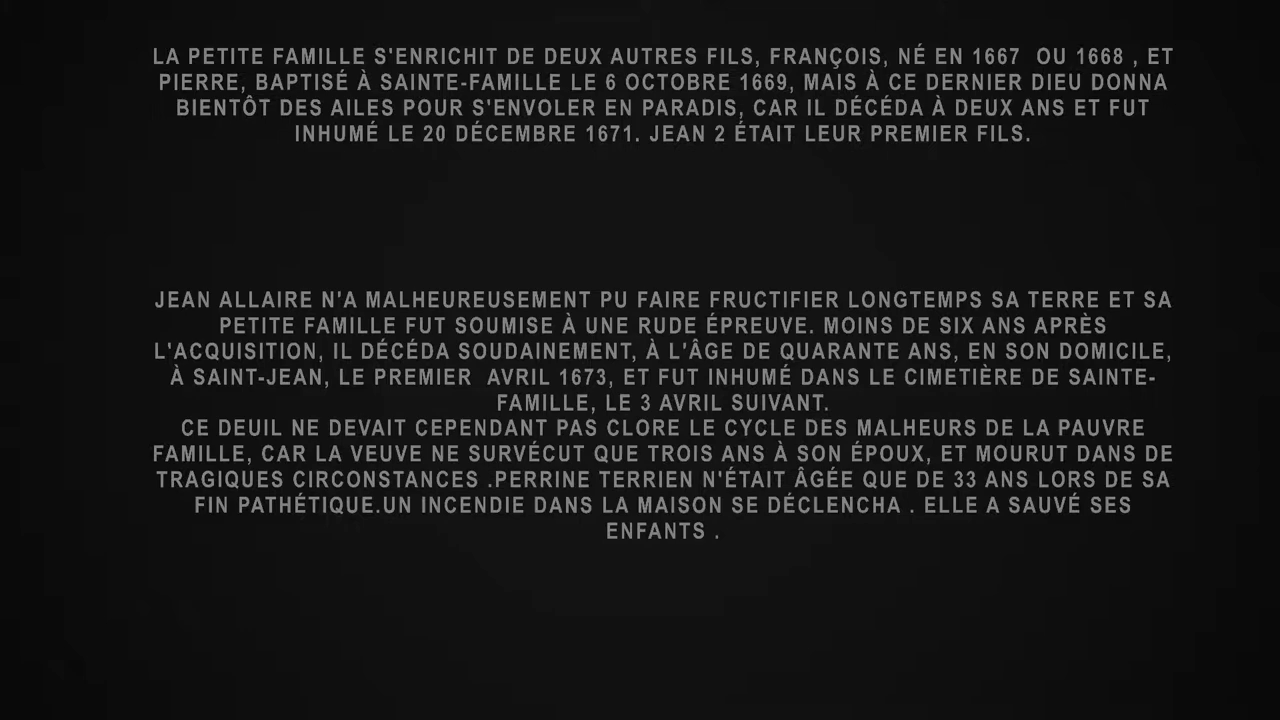 LA PETITE FAMILLE S'ENRICHIT DE DEUX AUTRES FILS, FRANÇOIS, NÉ EN 1667  OU 1668 , ET
PIERRE, BAPTISÉ À SAINTE-FAMILLE LE 6 OCTOBRE 1669, MAIS À CE DERNIER DIEU DONNA
BIENTÔT DES AILES POUR S'ENVOLER EN PARADIS, CAR IL DÉCÉDA À DEUX ANS ET FUT
INHUMÉ LE 20 DÉCEMBRE 1671. JEAN 2 ÉTAIT LEUR PREMIER FILS.
JEAN ALLAIRE N'A MALHEUREUSEMENT PU FAIRE FRUCTIFIER LONGTEMPS SA TERRE ET SA
PETITE FAMILLE FUT SOUMISE À UNE RUDE ÉPREUVE. MOINS DE SIX ANS APRÈS
L'ACQUISITION, IL DÉCÉDA SOUDAINEMENT, À L'ÂGE DE QUARANTE ANS, EN SON DOMICILE,
À SAINT-JEAN, LE PREMIER  AVRIL 1673, ET FUT INHUMÉ DANS LE CIMETIÈRE DE SAINTE-
FAMILLE, LE 3 AVRIL SUIVANT.
CE DEUIL NE DEVAIT CEPENDANT PAS CLORE LE CYCLE DES MALHEURS DE LA PAUVRE
FAMILLE, CAR LA VEUVE NE SURVÉCUT QUE TROIS ANS À SON ÉPOUX, ET MOURUT DANS DE
TRAGIQUES CIRCONSTANCES .PERRINE TERRIEN N'ÉTAIT ÂGÉE QUE DE 33 ANS LORS DE SA
FIN PATHÉTIQUE.UN INCENDIE DANS LA MAISON SE DÉCLENCHA . ELLE A SAUVÉ SES
ENFANTS .